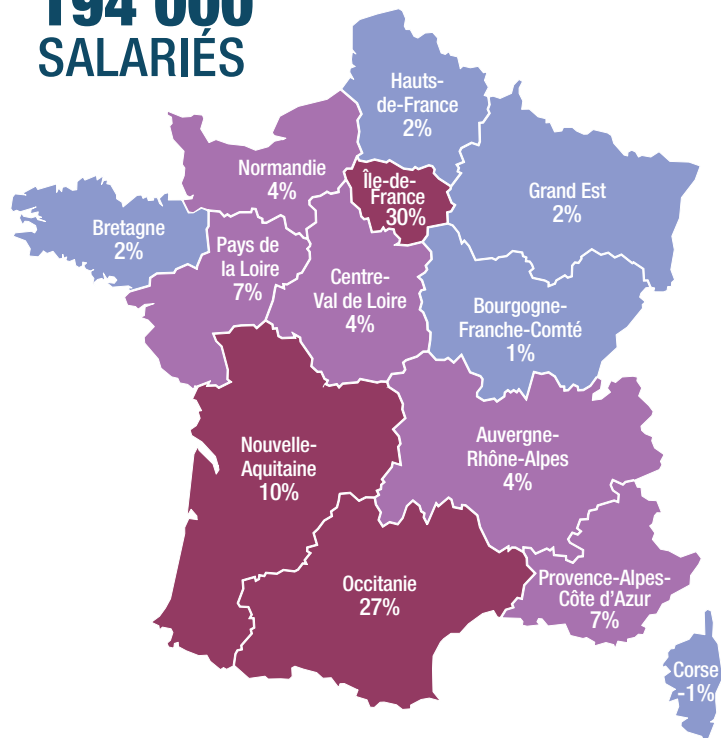 194 000
SALARIÉS
Hauts-
de-France
2%
Normandie
4%
Île-de-
France
30%
Grand Est
2%
Bretagne
2%
Pays de
la Loire
7%
Centre-
Val de Loire
4%
Bourgogne-
Franche-Comté
1%
Nouvelle-
Aquitaine
10%
Auvergne-
Rhône-Alpes
4%
Occitanie
27%
Provence-Alpes-
Côte d'Azur
7%
Corse
-1%